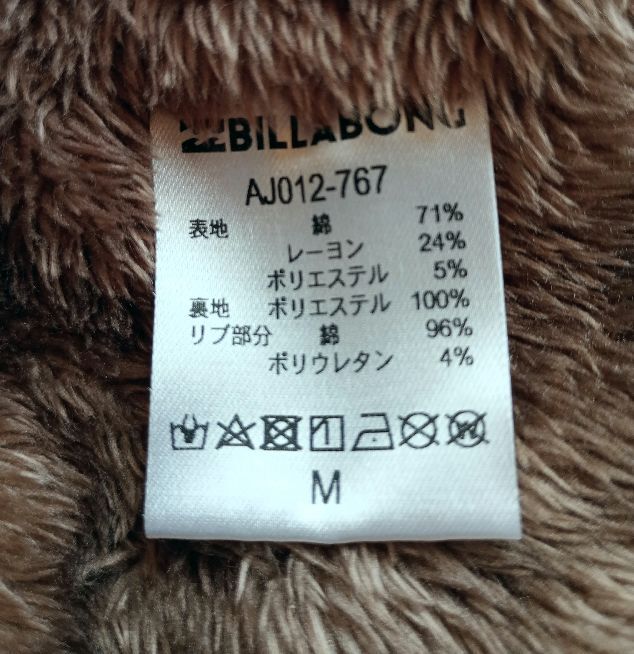 BILLABONG
AJ012-767
表地 綿 71%
レーヨン 24%
ポリエステル 5%
裏地 ポリエステル 100%
リブ部分 綿 96%
ポリウレタン 4%
M